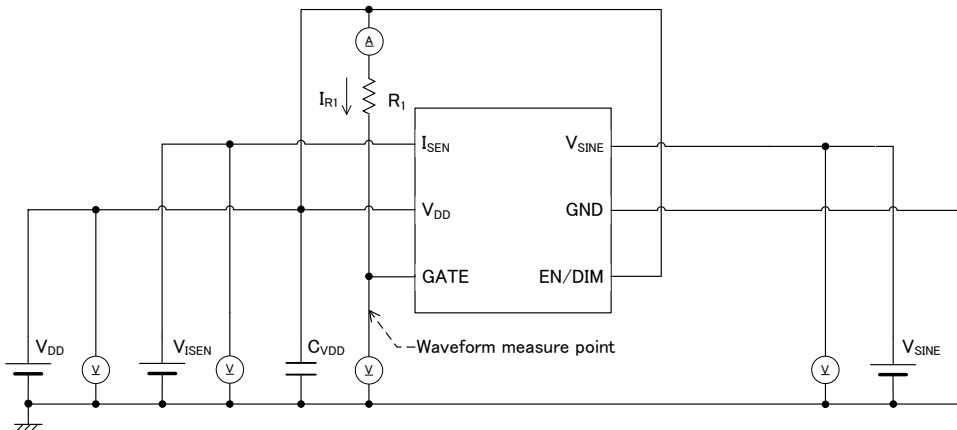 A
I_R1
R_1
I_SEN
V_SINE
V_DD
GND
GATE
EN/DIM
V_DD
V
V_ISEN
V
C_VDD
V
Waveform measure point
V
V_SINE